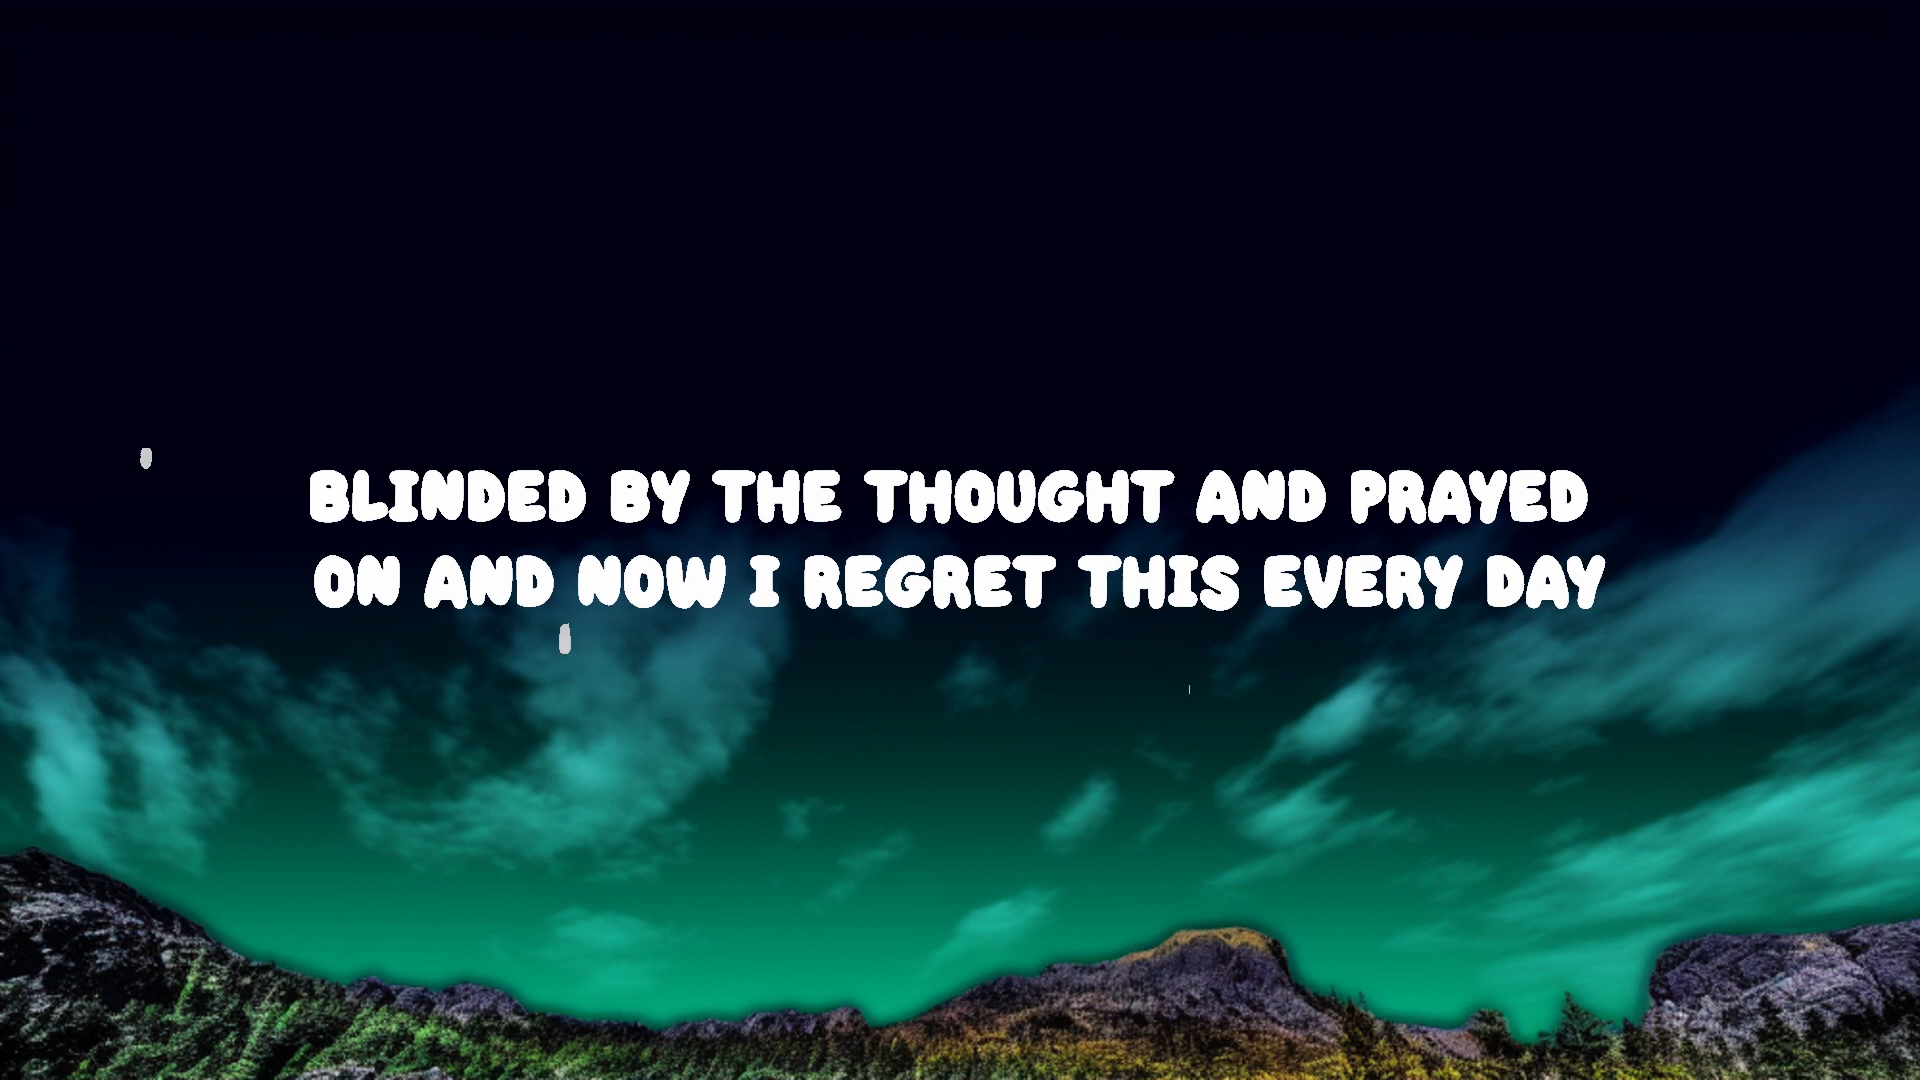 BLINDED BY THE THOUGHT AND PRAYED
ON AND NOW I REGRET THIS EVERY DAY